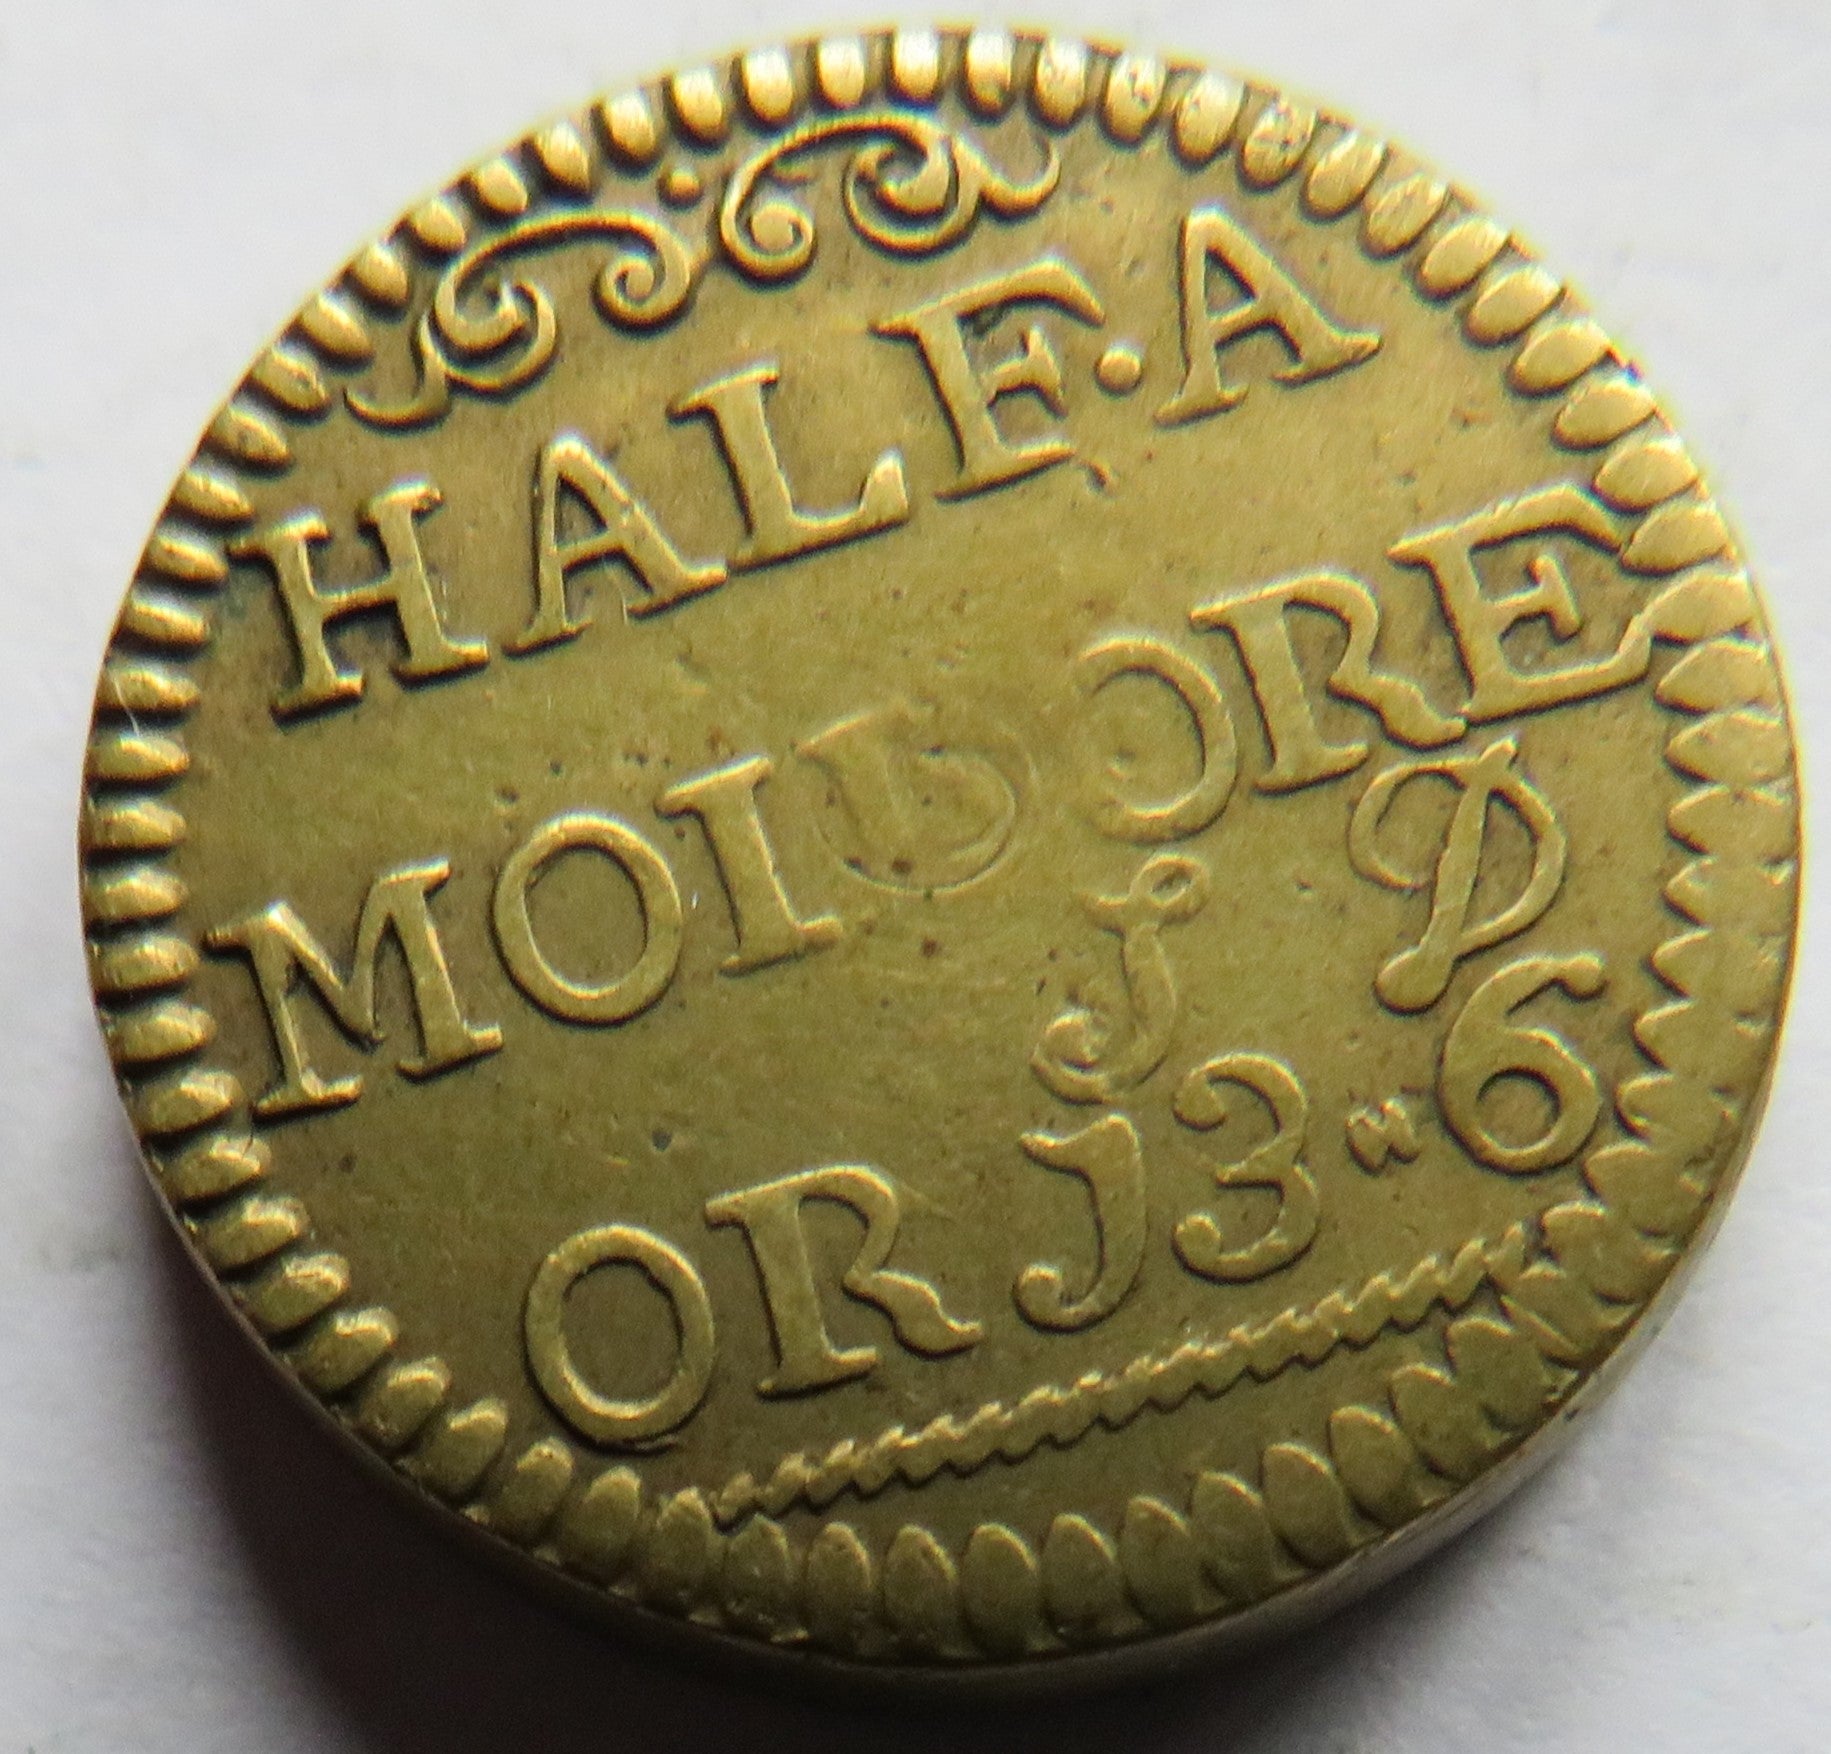 HALF·A
MOIDORE
S D
OR 13 " 6